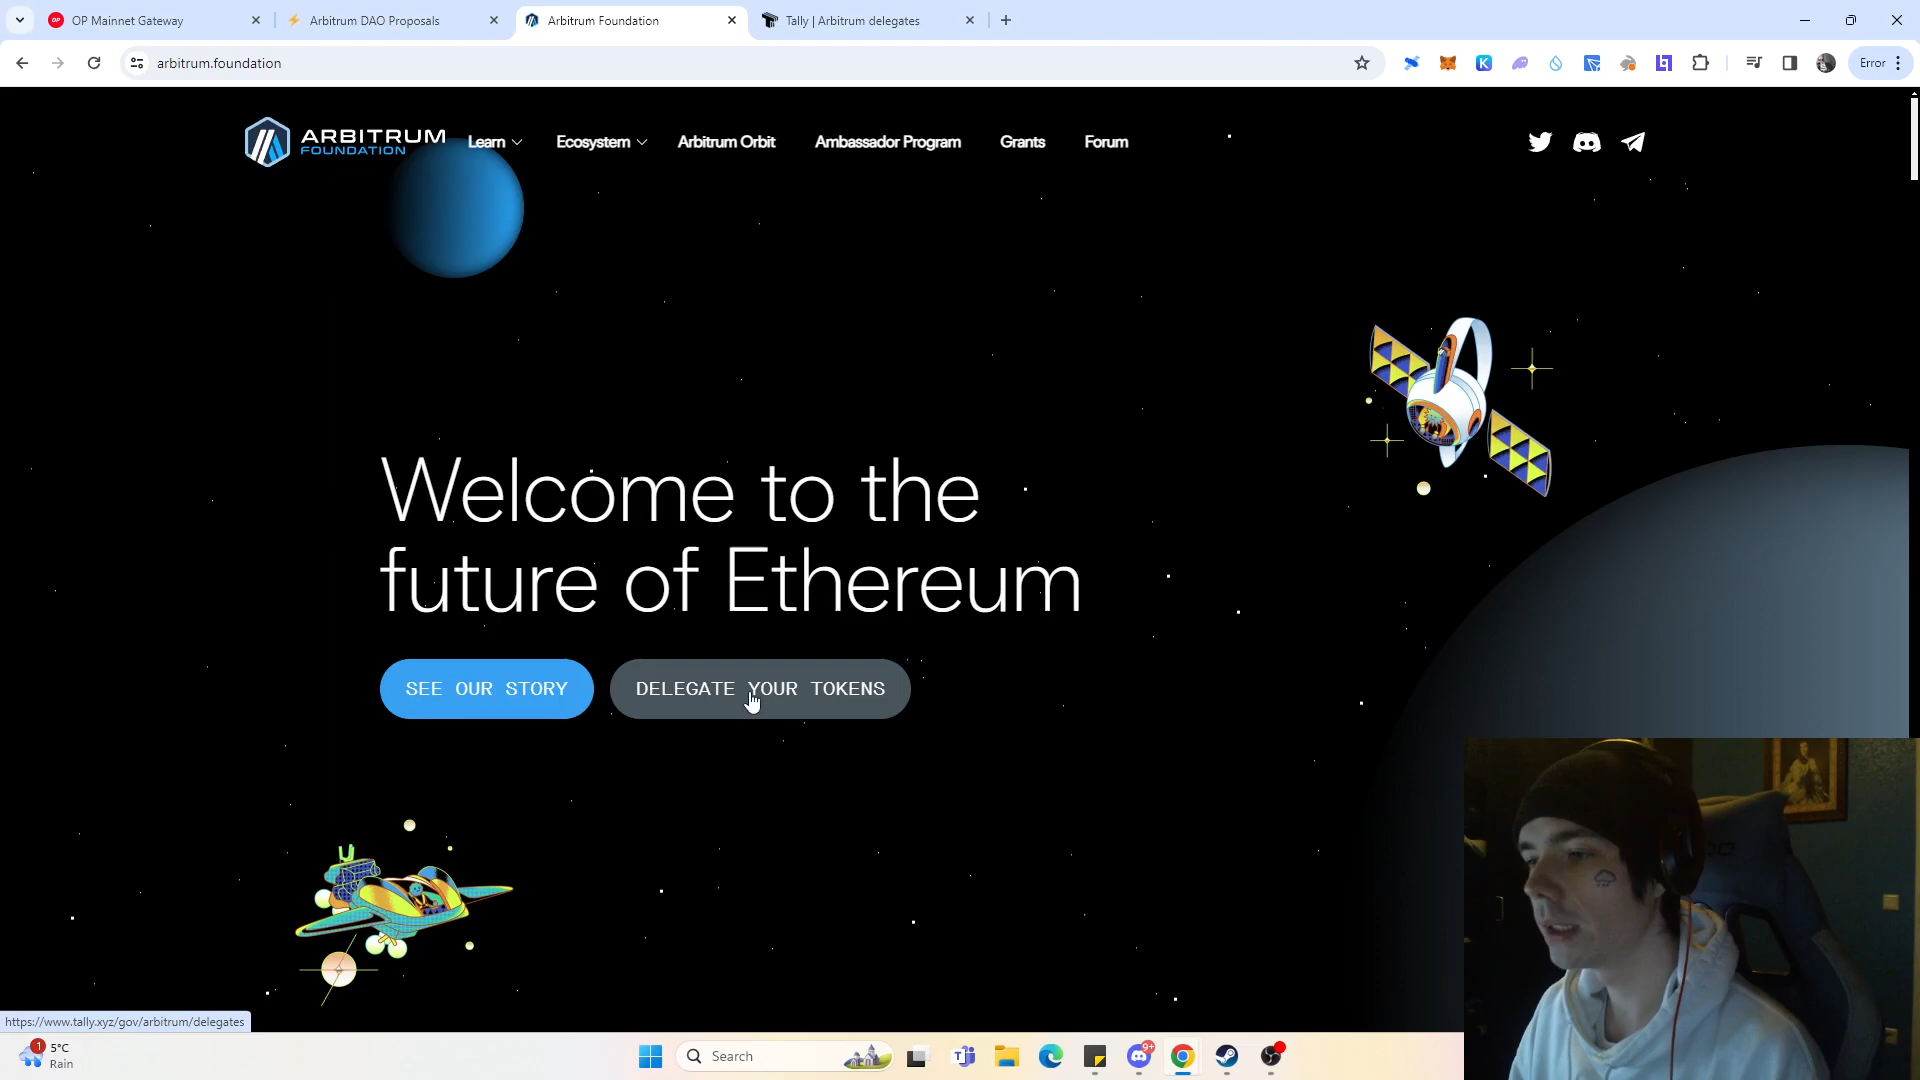 OP Mainnet Gateway
Arbitrum DAO Proposals
Arbitrum Foundation
Tally | Arbitrum delegates
arbitrum.foundation
Error
ARBITRUM
FOUNDATION
Learn
Ecosystem
Arbitrum Orbit
Ambassador Program
Grants
Forum
Welcome to the
future of Ethereum
SEE OUR STORY
DELEGATE YOUR TOKENS
https://www.tally.xyz/gov/arbitrum/delegates
1
5°C
Rain
Search
9+